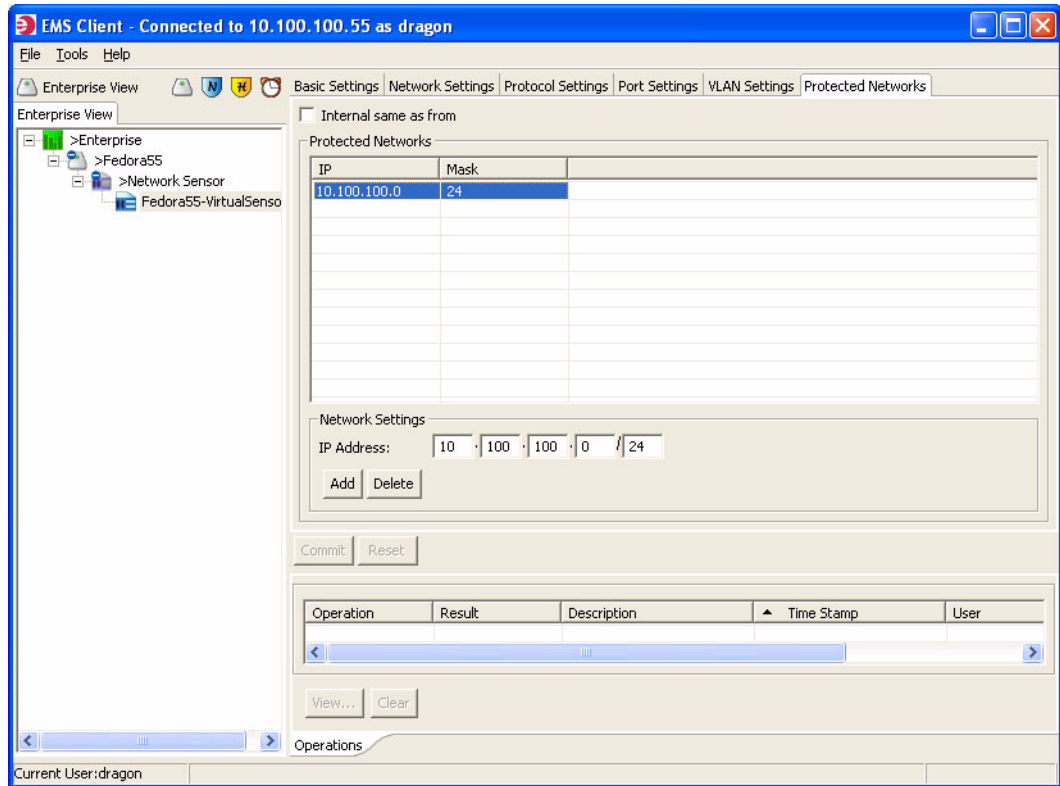 EMS Client - Connected to 10.100.100.55 as dragon
File Tools Help
Enterprise View N H
Basic Settings Network Settings Protocol Settings Port Settings VLAN Settings Protected Networks
Enterprise View
>Enterprise
>Fedora55
>Network Sensor
Fedora55-VirtualSenso
Internal same as from
Protected Networks
IP Mask
10.100.100.0 24
Network Settings
IP Address: 10 . 100 . 100 . 0 / 24
Add Delete
Commit Reset
Operation Result Description Time Stamp User
View... Clear
Operations
Current User:dragon